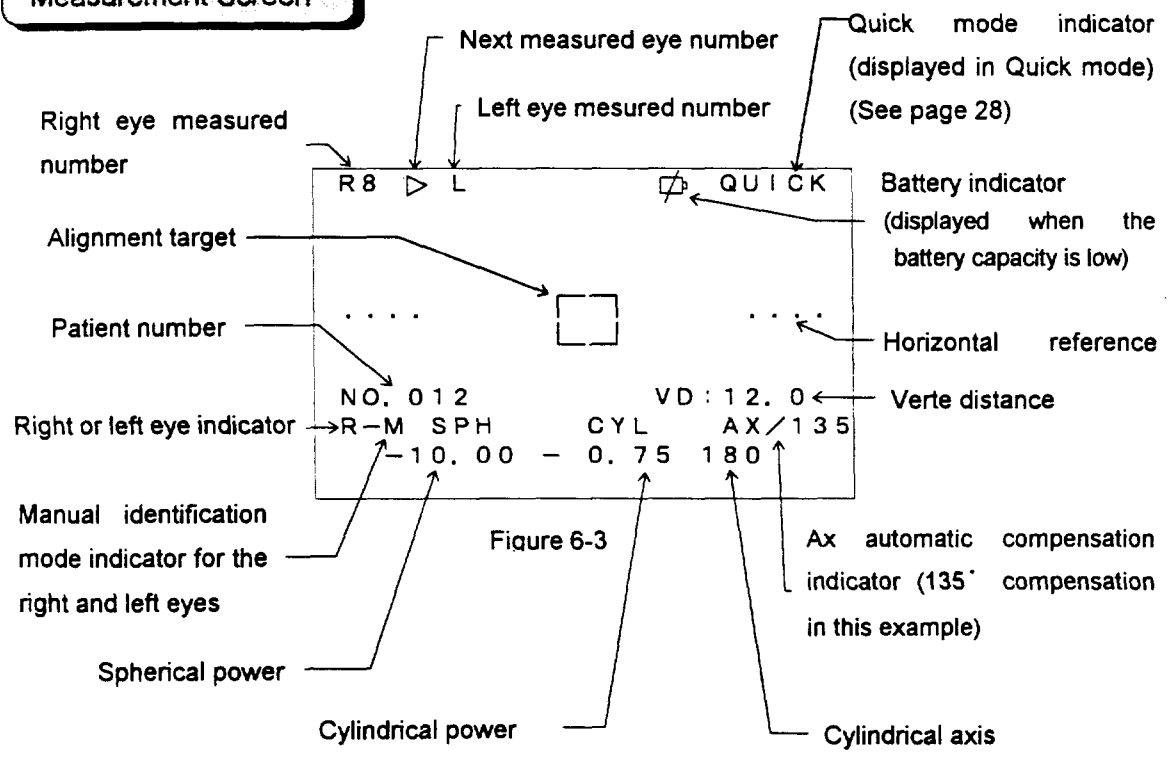 Measurement Screen
Next measured eye number
Quick mode indicator
(displayed in Quick mode)
(See page 28)
Left eye mesured number
Right eye measured
number
R8 ▷ L QUICK
Battery indicator
(displayed when the
battery capacity is low)
Alignment target
Patient number
. . . .
. . . .
Horizontal reference
NO. 012 VD:12. 0
Verte distance
Right or left eye indicator
R-M SPH CYL AX/135
-10. 00 - 0. 75 180
Manual identification
mode indicator for the
right and left eyes
Figure 6-3
Ax automatic compensation
indicator (135° compensation
in this example)
Spherical power
Cylindrical power
Cylindrical axis